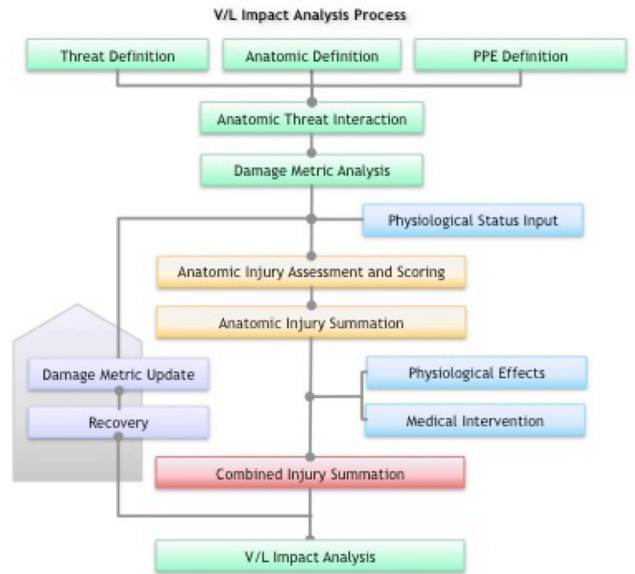 V/L Impact Analysis Process
Threat Definition
Anatomic Definition
PPE Definition
Anatomic Threat Interaction
Damage Metric Analysis
Physiological Status Input
Anatomic Injury Assessment and Scoring
Anatomic Injury Summation
Damage Metric Update
Physiological Effects
Recovery
Medical Intervention
Combined Injury Summation
V/L Impact Analysis